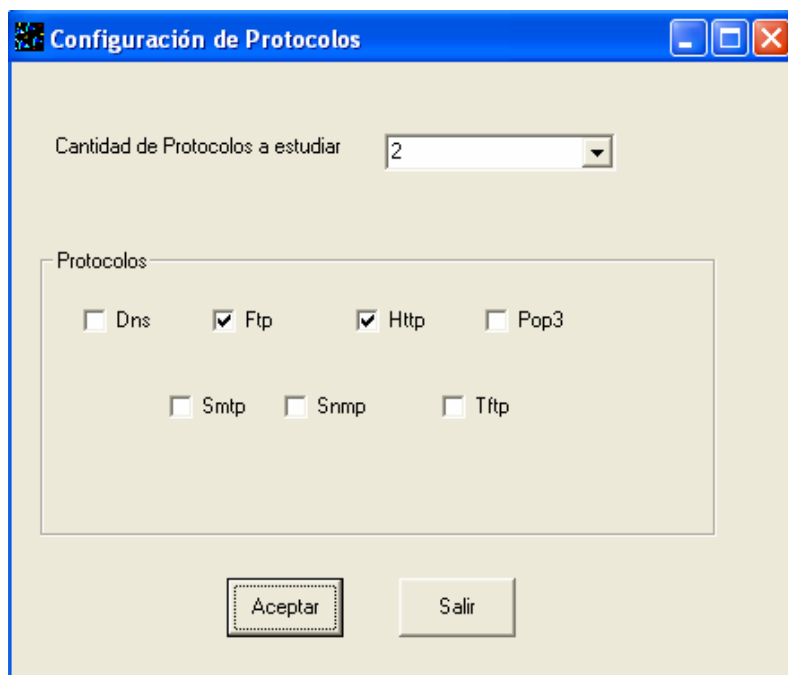 Configuración de Protocolos
Cantidad de Protocolos a estudiar 2
Protocolos
Dns Ftp Http Pop3
Smtp Snmp Tftp
Aceptar Salir